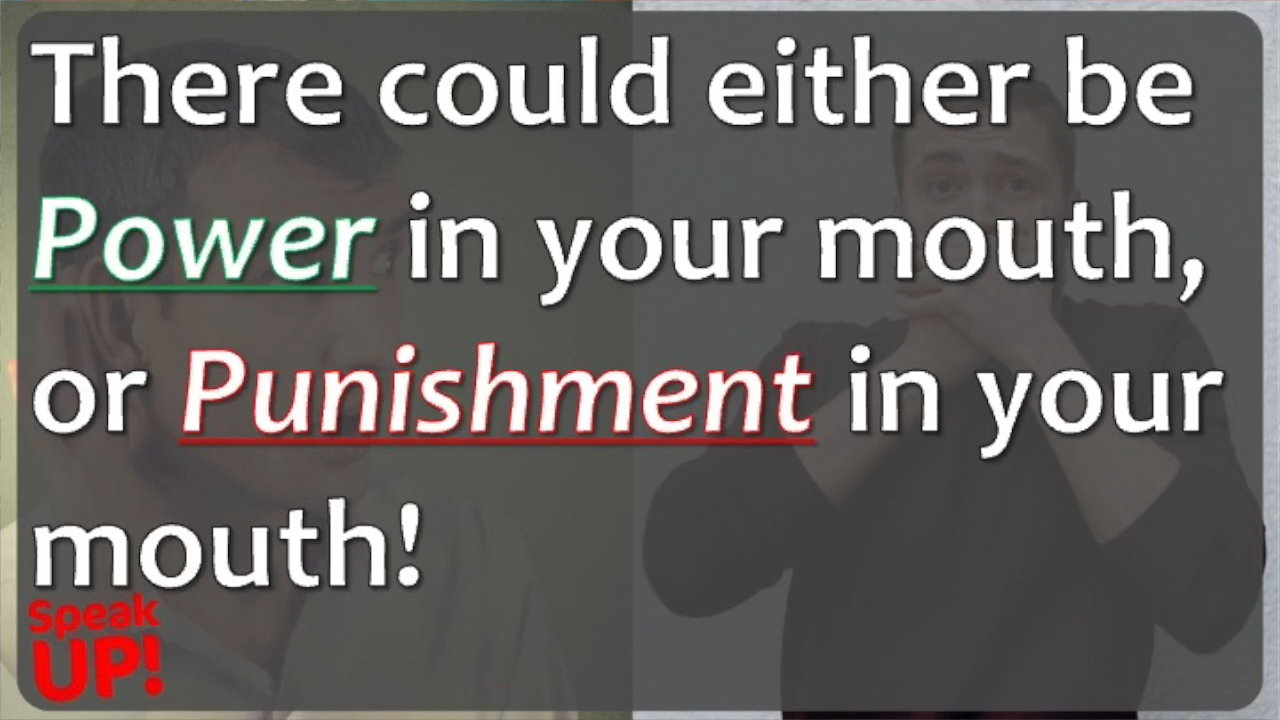 There could either be
Power in your mouth,
or Punishment in your
mouth!
Speak
UP!